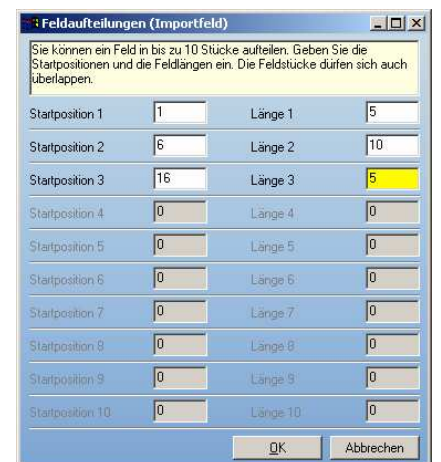 Feldaufteilungen (Importfeld)
Sie können ein Feld in bis zu 10 Stücke aufteilen. Geben Sie die
Startpositionen und die Feldlängen ein. Die Feldstücke dürfen sich auch
überlappen.
Startposition 1 1 Länge 1 5
Startposition 2 6 Länge 2 10
Startposition 3 16 Länge 3 5
Startposition 4 0 Länge 4 0
Startposition 5 0 Länge 5 0
Startposition 6 0 Länge 6 0
Startposition 7 0 Länge 7 0
Startposition 8 0 Länge 8 0
Startposition 9 0 Länge 9 0
Startposition 10 0 Länge 10 0
OK Abbrechen